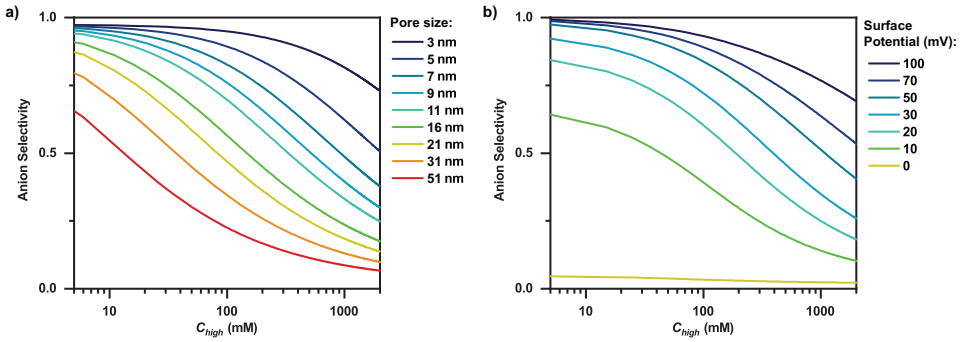 a)
Pore size:
3 nm
5 nm
7 nm
9 nm
11 nm
16 nm
21 nm
31 nm
51 nm
1.0
0.5
0.0
Anion Selectivity
10
100
1000
C_high (mM)
b)
Surface
Potential (mV):
100
70
50
30
20
10
0
1.0
0.5
0.0
Anion Selectivity
10
100
1000
C_high (mM)